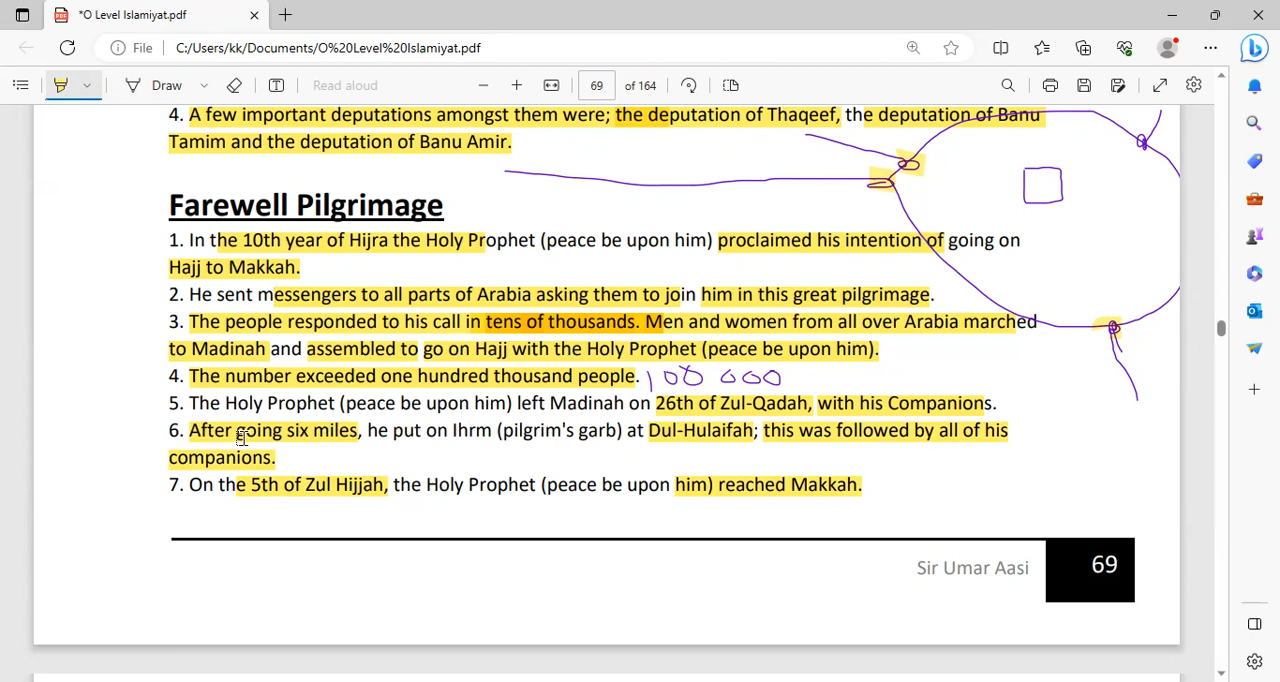 *O Level Islamiyat.pdf
File
C:/Users/kk/Documents/O%20Level%20Islamiyat.pdf
Draw
Read aloud
69 of 164
4. A few important deputations amongst them were; the deputation of Thaqeef, the deputation of Banu
Tamim and the deputation of Banu Amir.
Farewell Pilgrimage
1. In the 10th year of Hijra the Holy Prophet (peace be upon him) proclaimed his intention of going on
Hajj to Makkah.
2. He sent messengers to all parts of Arabia asking them to join him in this great pilgrimage.
3. The people responded to his call in tens of thousands. Men and women from all over Arabia marched
to Madinah and assembled to go on Hajj with the Holy Prophet (peace be upon him).
4. The number exceeded one hundred thousand people. 100 000
5. The Holy Prophet (peace be upon him) left Madinah on 26th of Zul-Qadah, with his Companions.
6. After going six miles, he put on Ihrm (pilgrim's garb) at Dul-Hulaifah; this was followed by all of his
companions.
7. On the 5th of Zul Hijjah, the Holy Prophet (peace be upon him) reached Makkah.
Sir Umar Aasi
69